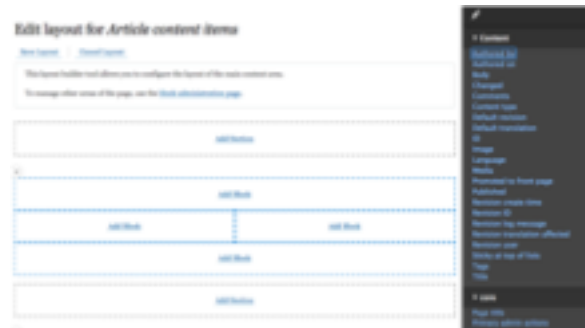 Edit layout for Article content items
Save Layout
Cancel Layout
This layout builder tool allows you to configure the layout of the main content area.
To manage other areas of the page, use the block administration page.
Add Section
Add Block
Add Block
Add Block
Add Block
Add Section
Content
Authored by
Authored on
Body
Changed
Comments
Content type
Default revision
Default translation
ID
Image
Language
Media
Promoted to front page
Published
Revision create time
Revision ID
Revision log message
Revision translation affected
Revision user
Sticky at top of lists
Tags
Title
core
Page title
Primary admin actions